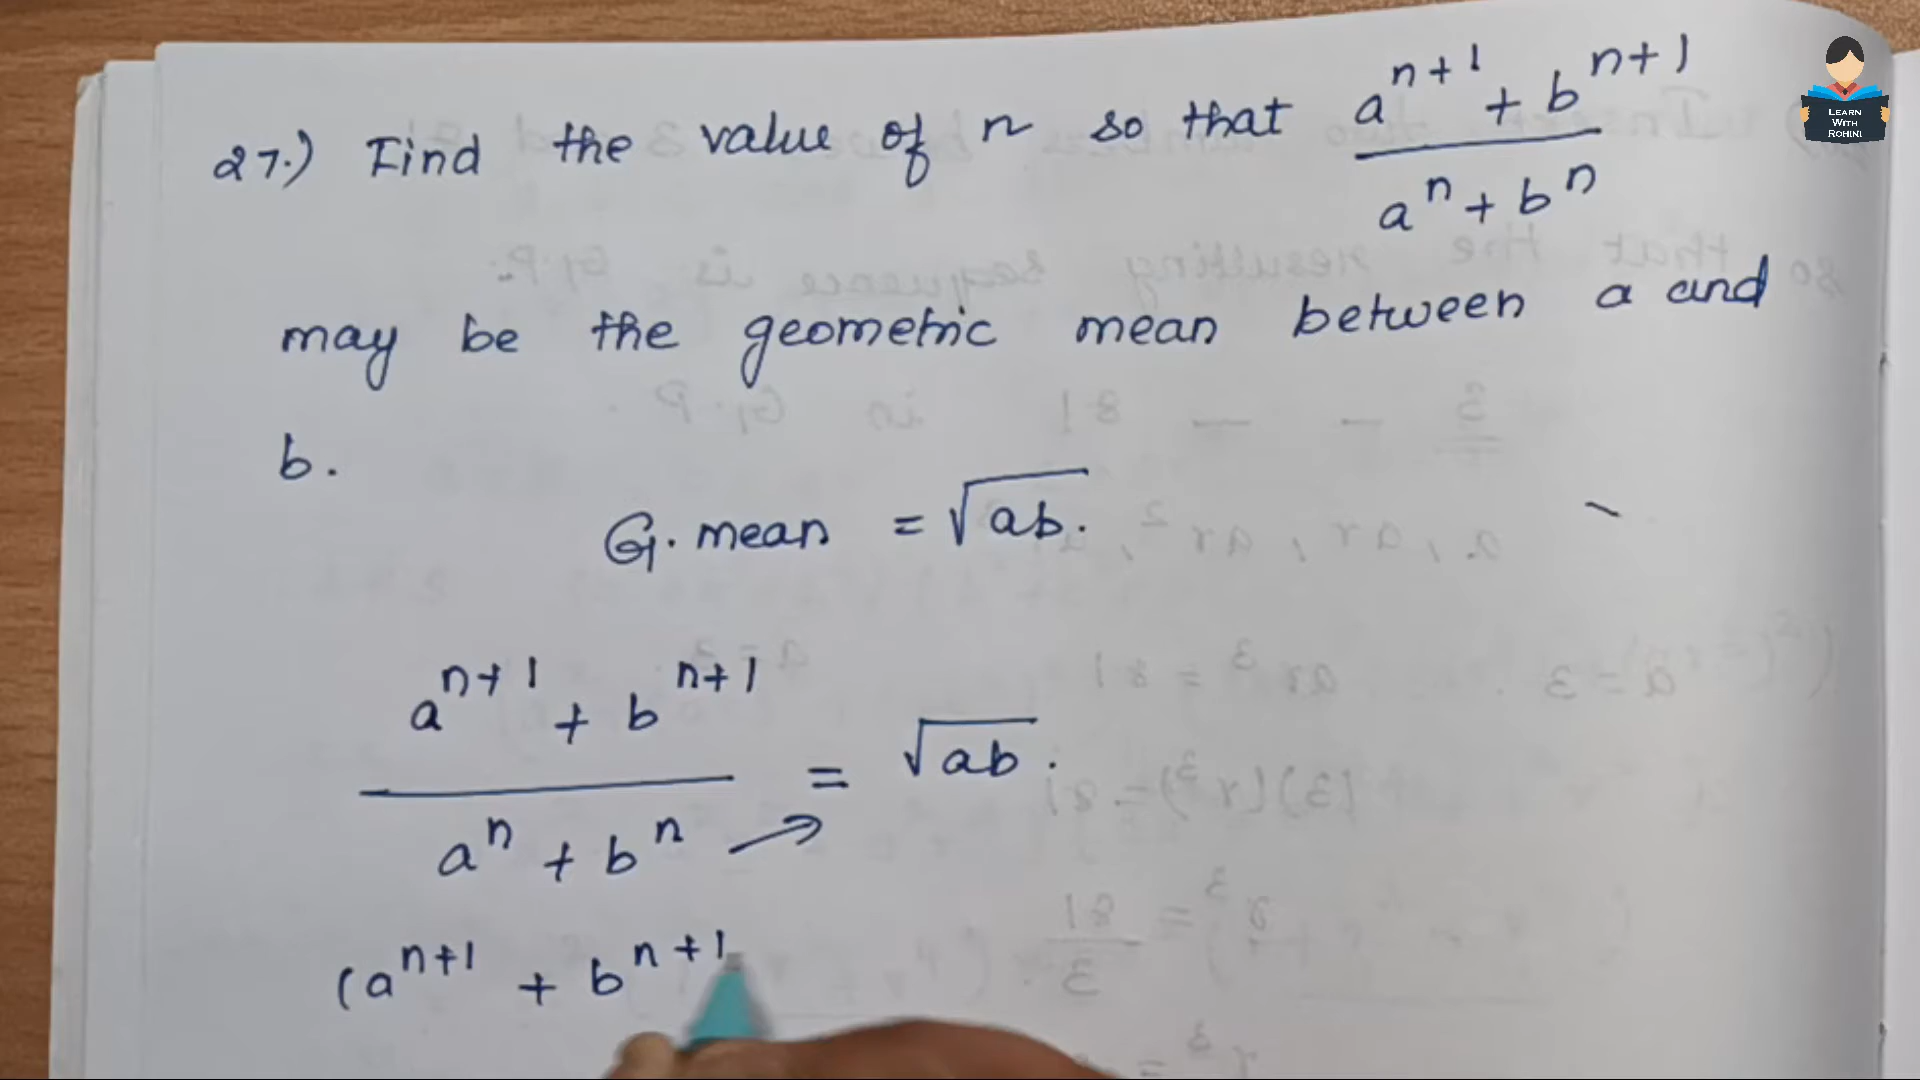 27.) Find the value of n so that a^{n+1} + b^{n+1} / a^n + b^n
may be the geometric mean between a and
b.
G. mean = √ab.
a^{n+1} + b^{n+1} / a^n + b^n = √ab.
(a^{n+1} + b^{n+1}
LEARN
WITH
ROHINI